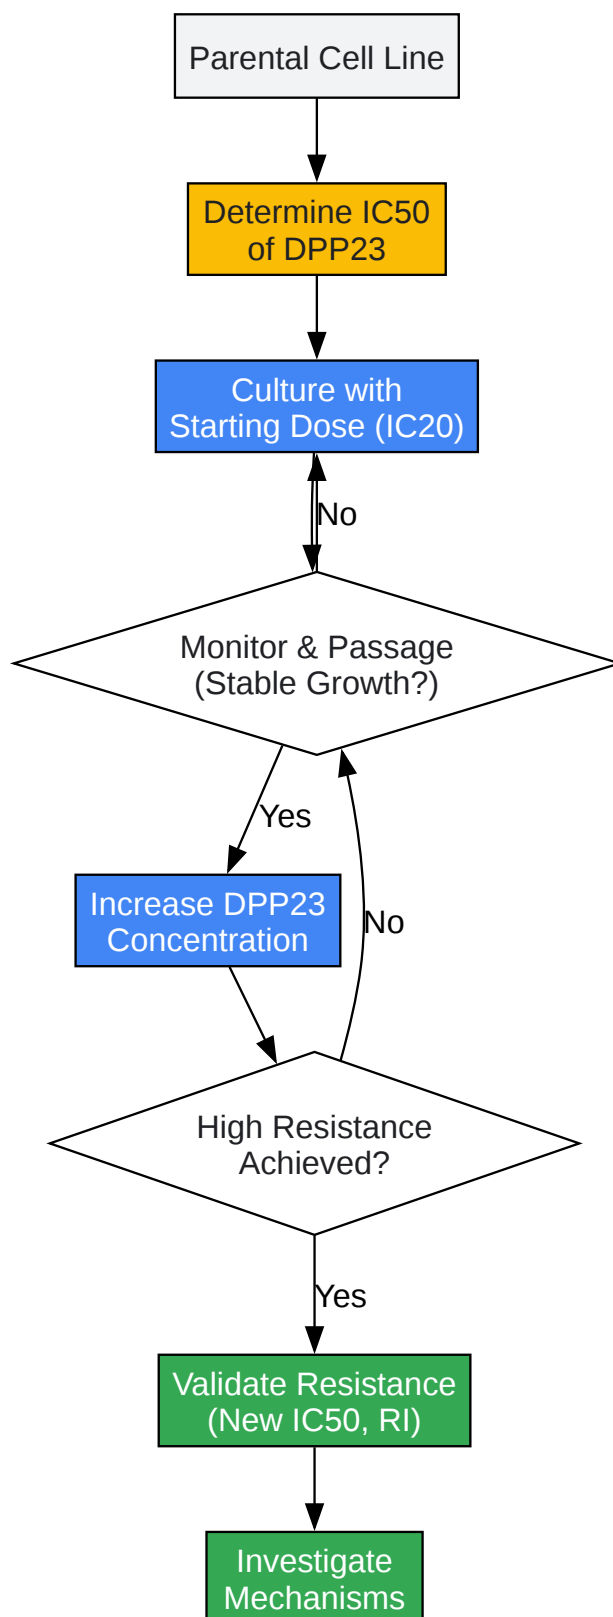 Parental Cell Line
Determine IC50
of DPP23
Culture with
Starting Dose (IC20)
No
Monitor & Passage
(Stable Growth?)
Yes
Increase DPP23
Concentration
No
High Resistance
Achieved?
Yes
Validate Resistance
(New IC50, RI)
Investigate
Mechanisms